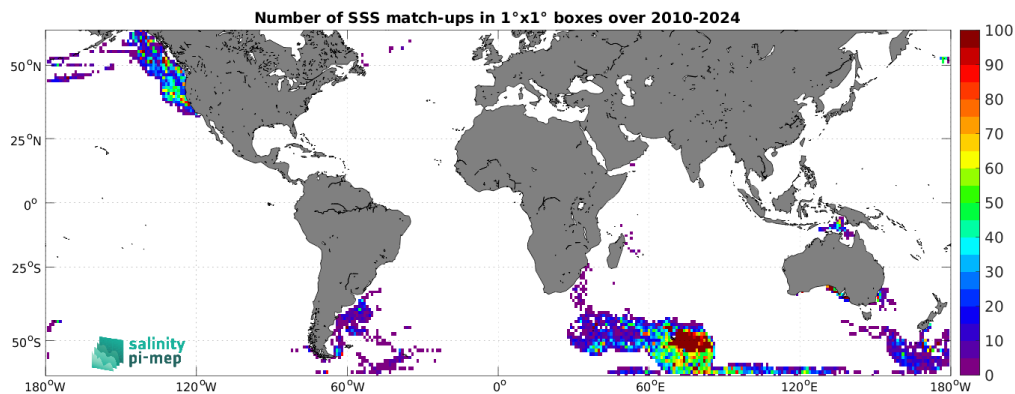 Number of SSS match-ups in 1°x1° boxes over 2010-2024
50°N
25°N
0°
25°S
50°S
180°W
120°W
60°W
0°
60°E
120°E
180°W
100
90
80
70
60
50
40
30
20
10
0
salinity
pi-mep